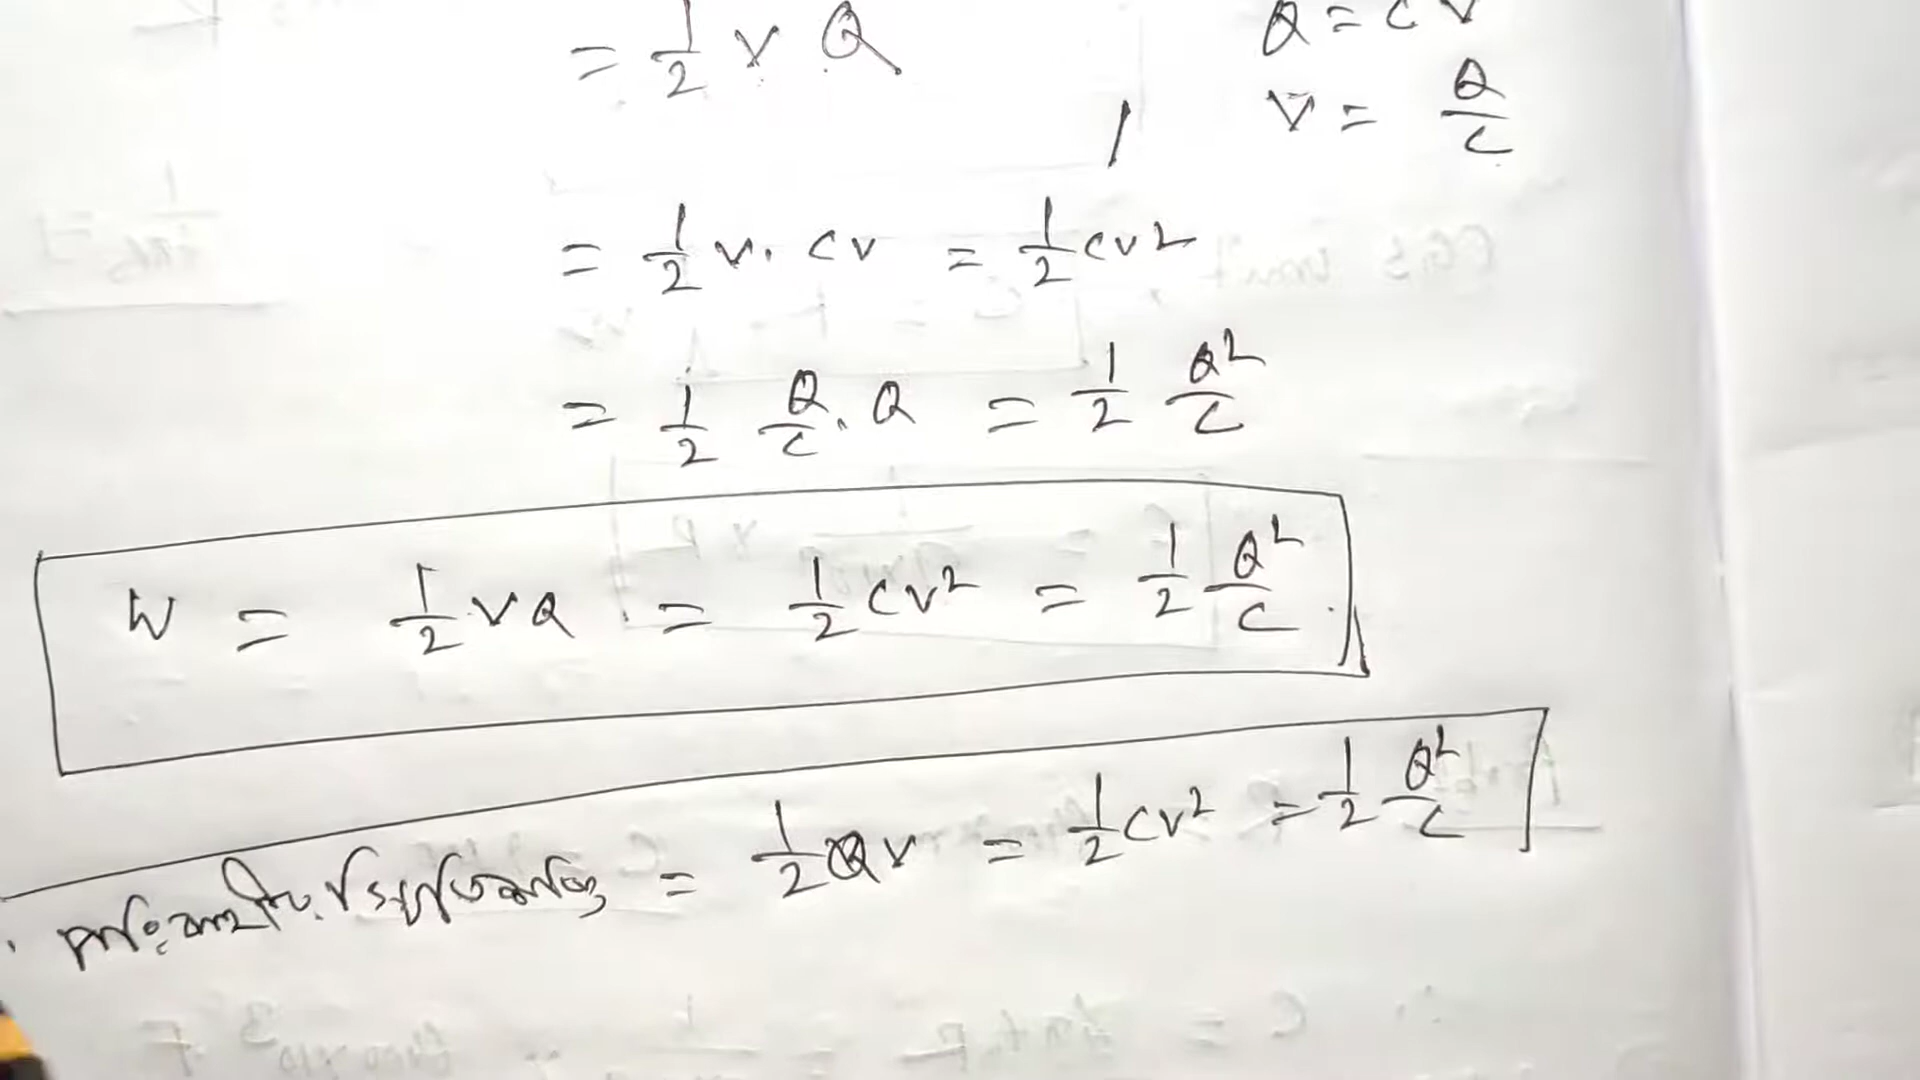 = 1/2 V Q
Q = CV
V = Q/C
= 1/2 V. CV = 1/2 CV²
= 1/2 Q/C . Q = 1/2 Q²/C
W = 1/2 VQ = 1/2 CV² = 1/2 Q²/C
= 1/2 QV = 1/2 CV² = 1/2 Q²/C